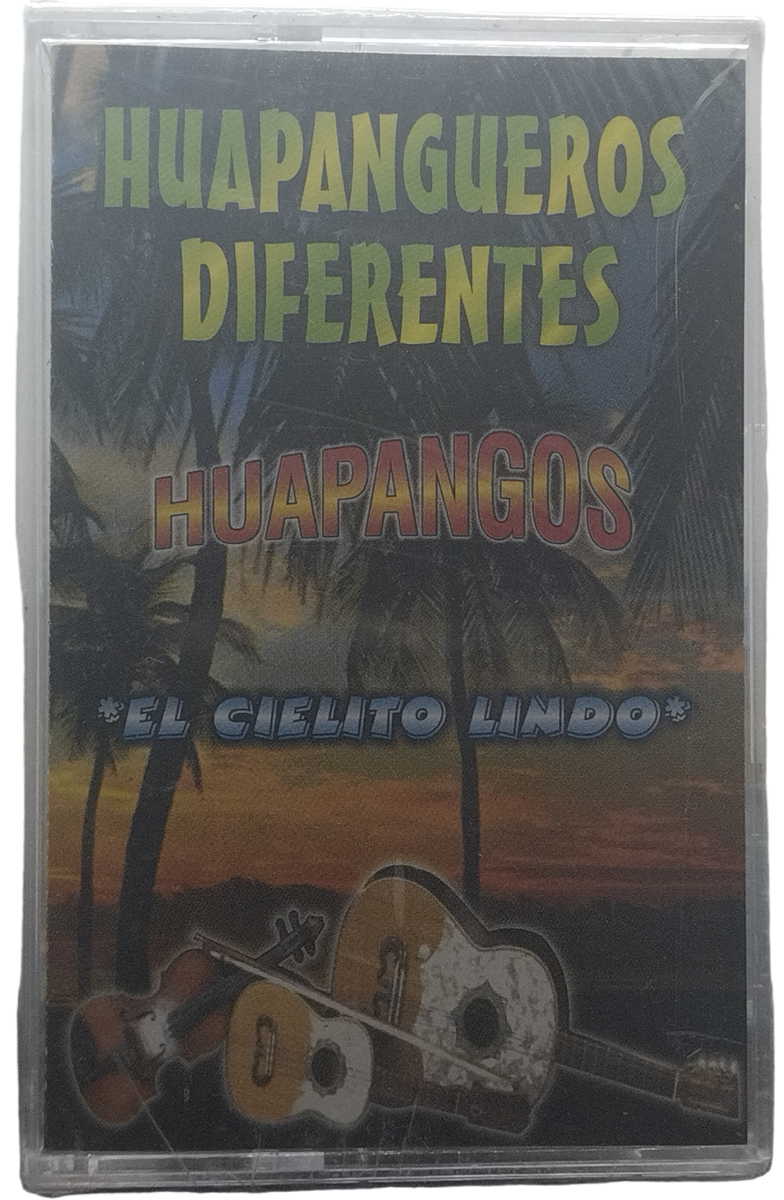 HUAPANGUEROS
DIFERENTES
HUAPANGOS
*EL CIELITO LINDO*